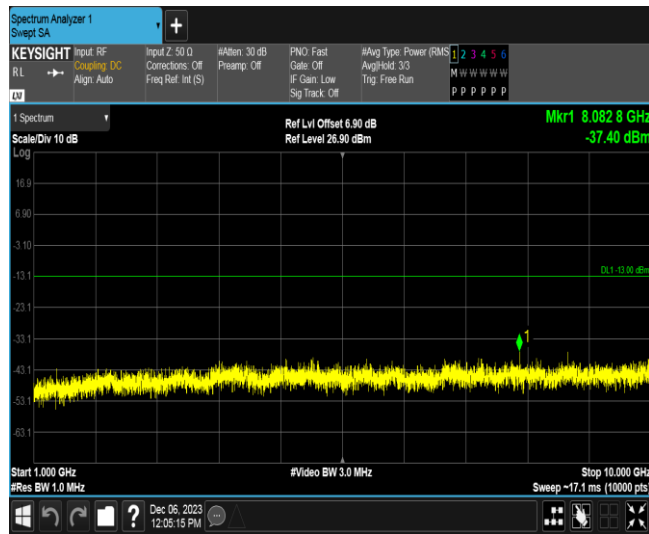 Spectrum Analyzer 1
Swept SA
+
KEYSIGHT
RL
LXI
Input: RF
Coupling: DC
Align: Auto
Input Z: 50 Ω
Corrections: Off
Freq Ref: Int (S)
#Atten: 30 dB
Preamp: Off
PNO: Fast
Gate: Off
IF Gain: Low
Sig Track: Off
#Avg Type: Power (RMS
Avg|Hold: 3/3
Trig: Free Run
1 2 3 4 5 6
M W W W W W
P P P P P P
1 Spectrum
Scale/Div 10 dB
Log
Ref Lvl Offset 6.90 dB
Ref Level 26.90 dBm
Mkr1 8.082 8 GHz
-37.40 dBm
16.9
6.90
-3.10
-13.1
DL1 -13.00 dBm
-23.1
-33.1
1
-43.1
-53.1
-63.1
Start 1.000 GHz
#Res BW 1.0 MHz
#Video BW 3.0 MHz
Stop 10.000 GHz
Sweep ~17.1 ms (10000 pts)
?
Dec 06, 2023
12:05:15 PM